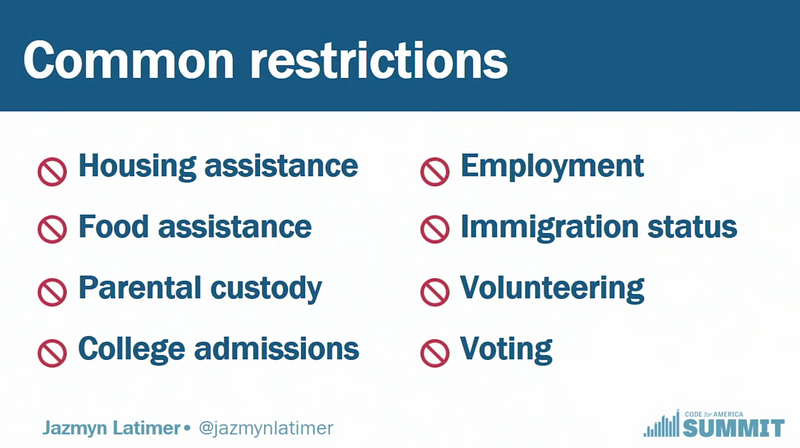 Common restrictions
Housing assistance
Food assistance
Parental custody
College admissions
Employment
Immigration status
Volunteering
Voting
Jazmyn Latimer • @jazmynlatimer
CODE for AMERICA
SUMMIT